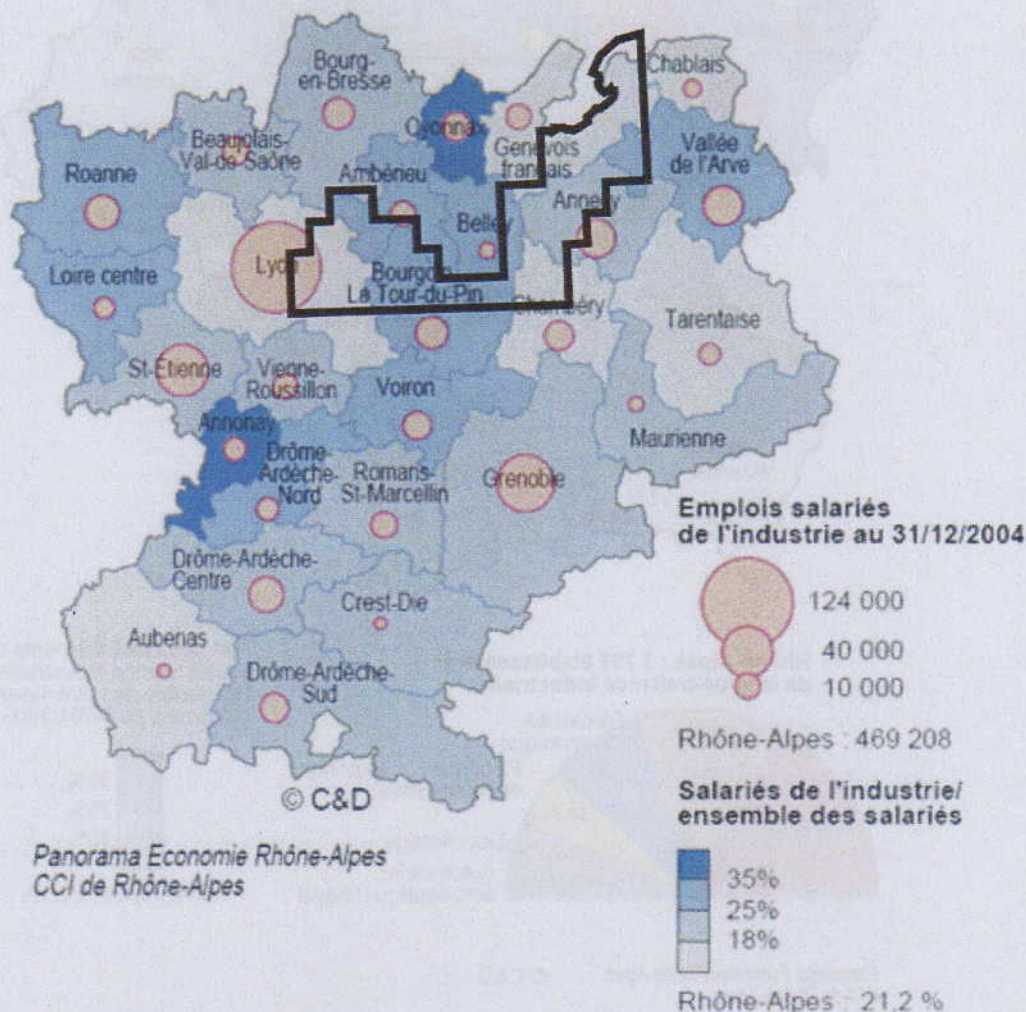 Bourg-
en-Bresse
Chablais
Oyonnax
Beaujolais-
Val-de-Saône
Genevois
français
Vallée
de l'Arve
Roanne
Ambérieu
Annecy
Belley
Loire centre
Lyon
Bourgoin
La Tour-du-Pin
Chambéry
Tarentaise
St-Étienne
Vienne-
Roussillon
Voiron
Maurienne
Annonay
Drôme-
Ardèche-
Nord
Romans-
St-Marcellin
Grenoble
Drôme-Ardèche-
Centre
Crest-Die
Aubenas
Drôme-Ardèche-
Sud
Emplois salariés
de l'industrie au 31/12/2004
124 000
40 000
10 000
Rhône-Alpes : 469 208
Salariés de l'industrie/
ensemble des salariés
35%
25%
18%
Rhône-Alpes : 21,2 %
© C&D
Panorama Economie Rhône-Alpes
CCI de Rhône-Alpes